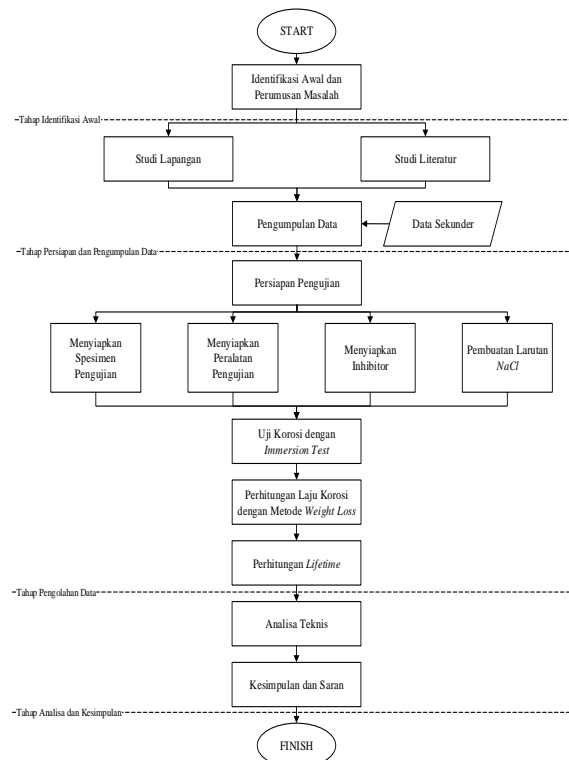 START
Identifikasi Awal dan
Perumusan Masalah
Tahap Identifikasi Awal
Studi Lapangan
Studi Literatur
Pengumpulan Data
Data Sekunder
Tahap Persiapan dan Pengumpulan Data
Persiapan Pengujian
Menyiapkan
Spesimen
Pengujian
Menyiapkan
Peralatan
Pengujian
Menyiapkan
Inhibitor
Pembuatan Larutan
NaCl
Uji Korosi dengan
Immersion Test
Perhitungan Laju Korosi
dengan Metode Weight Loss
Perhitungan Lifetime
Tahap Pengolahan Data
Analisa Teknis
Kesimpulan dan Saran
Tahap Analisa dan Kesimpulan
FINISH